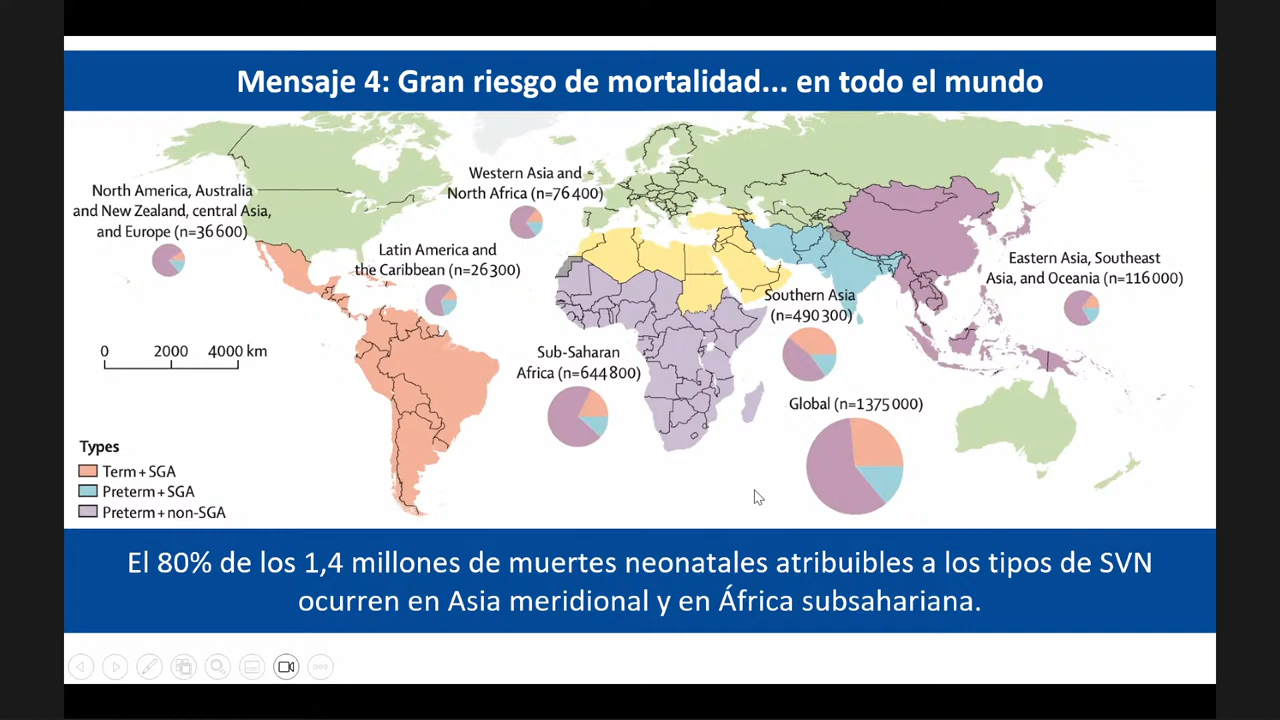 Mensaje 4: Gran riesgo de mortalidad... en todo el mundo
Western Asia and
North Africa (n=76 400)
North America, Australia
and New Zealand, central Asia,
and Europe (n=36 600)
Latin America and
the Caribbean (n=26 300)
Eastern Asia, Southeast
Asia, and Oceania (n=116 000)
Southern Asia
(n=490 300)
0 2000 4000 km
Sub-Saharan
Africa (n=644 800)
Global (n=1 375 000)
Types
Term + SGA
Preterm + SGA
Preterm + non-SGA
El 80% de los 1,4 millones de muertes neonatales atribuibles a los tipos de SVN
ocurren en Asia meridional y en África subsahariana.